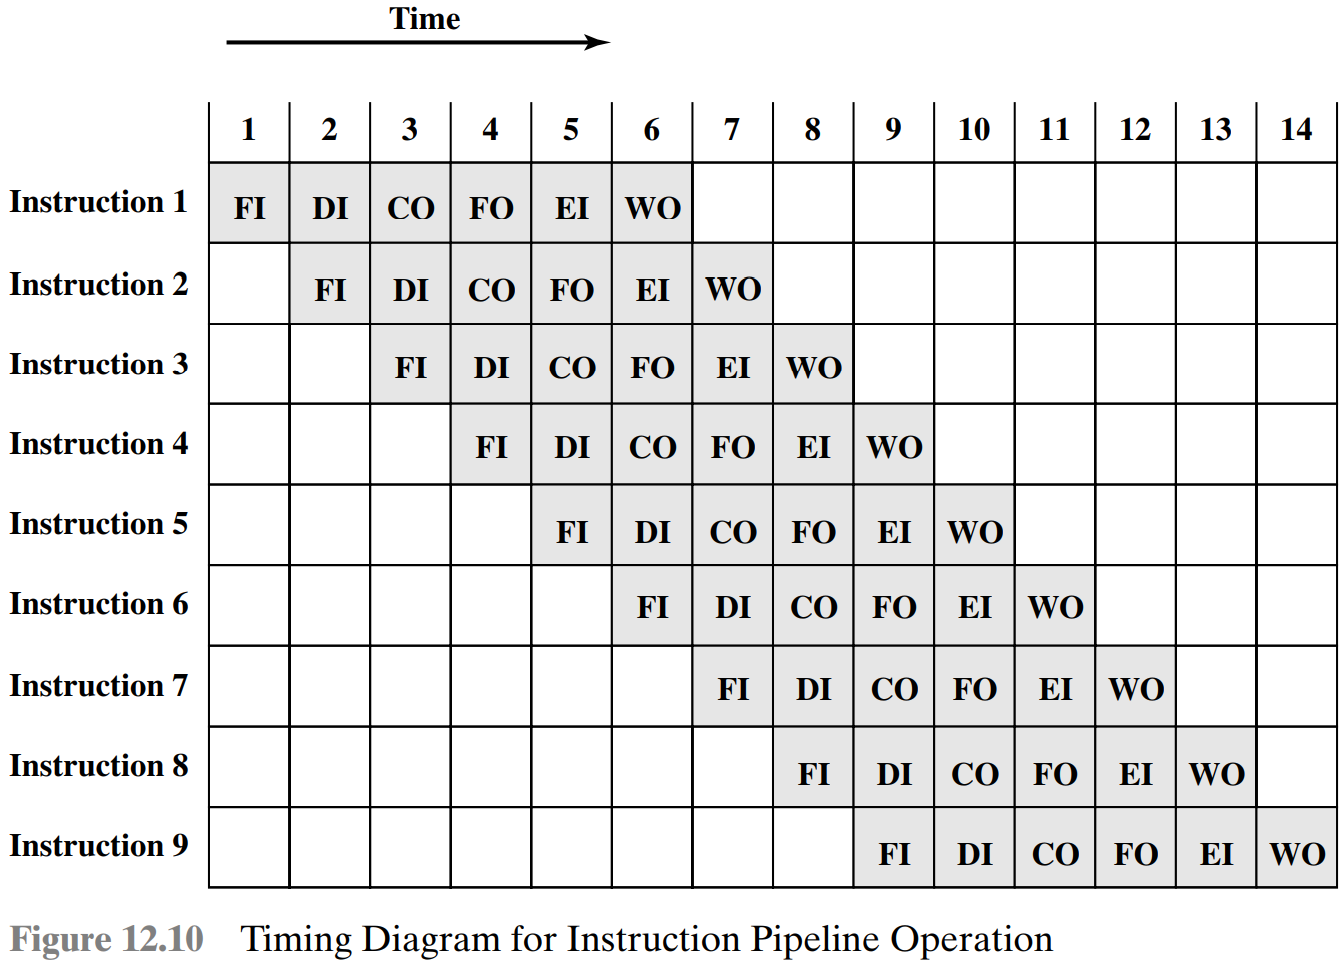 Time
1 2 3 4 5 6 7 8 9 10 11 12 13 14
Instruction 1 FI DI CO FO EI WO
Instruction 2 FI DI CO FO EI WO
Instruction 3 FI DI CO FO EI WO
Instruction 4 FI DI CO FO EI WO
Instruction 5 FI DI CO FO EI WO
Instruction 6 FI DI CO FO EI WO
Instruction 7 FI DI CO FO EI WO
Instruction 8 FI DI CO FO EI WO
Instruction 9 FI DI CO FO EI WO
Figure 12.10 Timing Diagram for Instruction Pipeline Operation